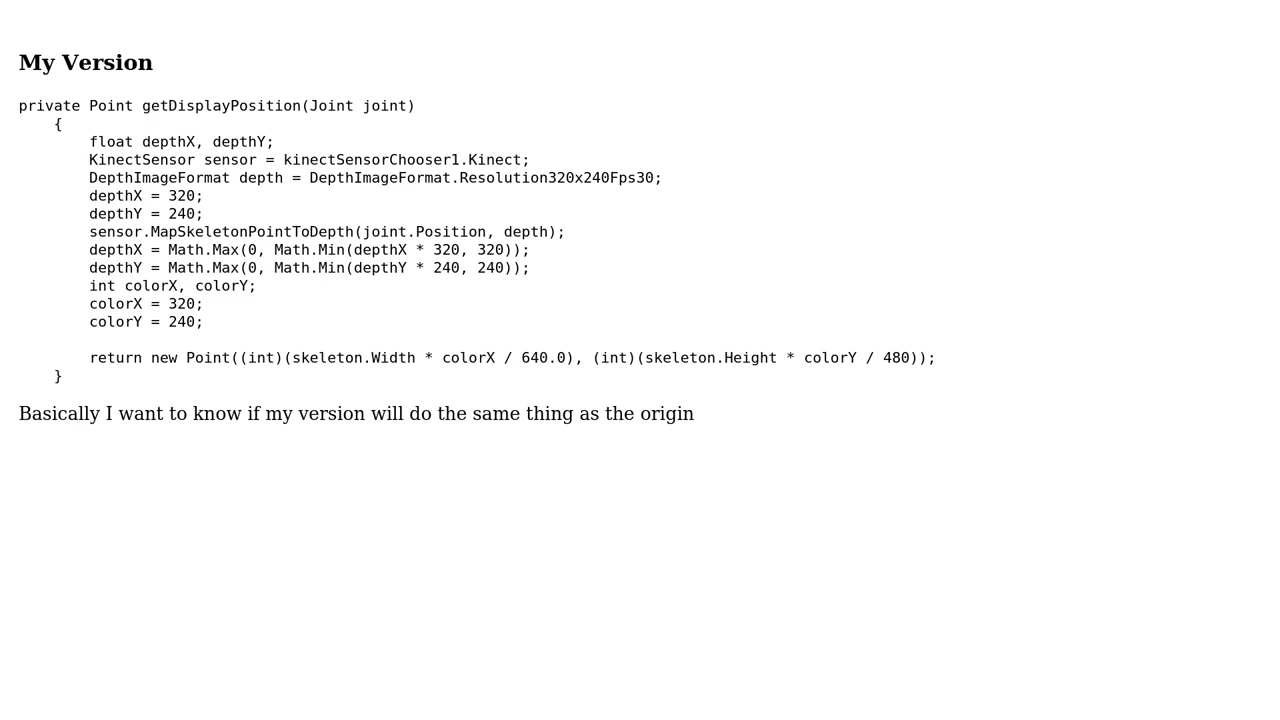 My Version
private Point getDisplayPosition(Joint joint)
    {
        float depthX, depthY;
        KinectSensor sensor = kinectSensorChooser1.Kinect;
        DepthImageFormat depth = DepthImageFormat.Resolution320x240Fps30;
        depthX = 320;
        depthY = 240;
        sensor.MapSkeletonPointToDepth(joint.Position, depth);
        depthX = Math.Max(0, Math.Min(depthX * 320, 320));
        depthY = Math.Max(0, Math.Min(depthY * 240, 240));
        int colorX, colorY;
        colorX = 320;
        colorY = 240;

        return new Point((int)(skeleton.Width * colorX / 640.0), (int)(skeleton.Height * colorY / 480));
    }
Basically I want to know if my version will do the same thing as the origin